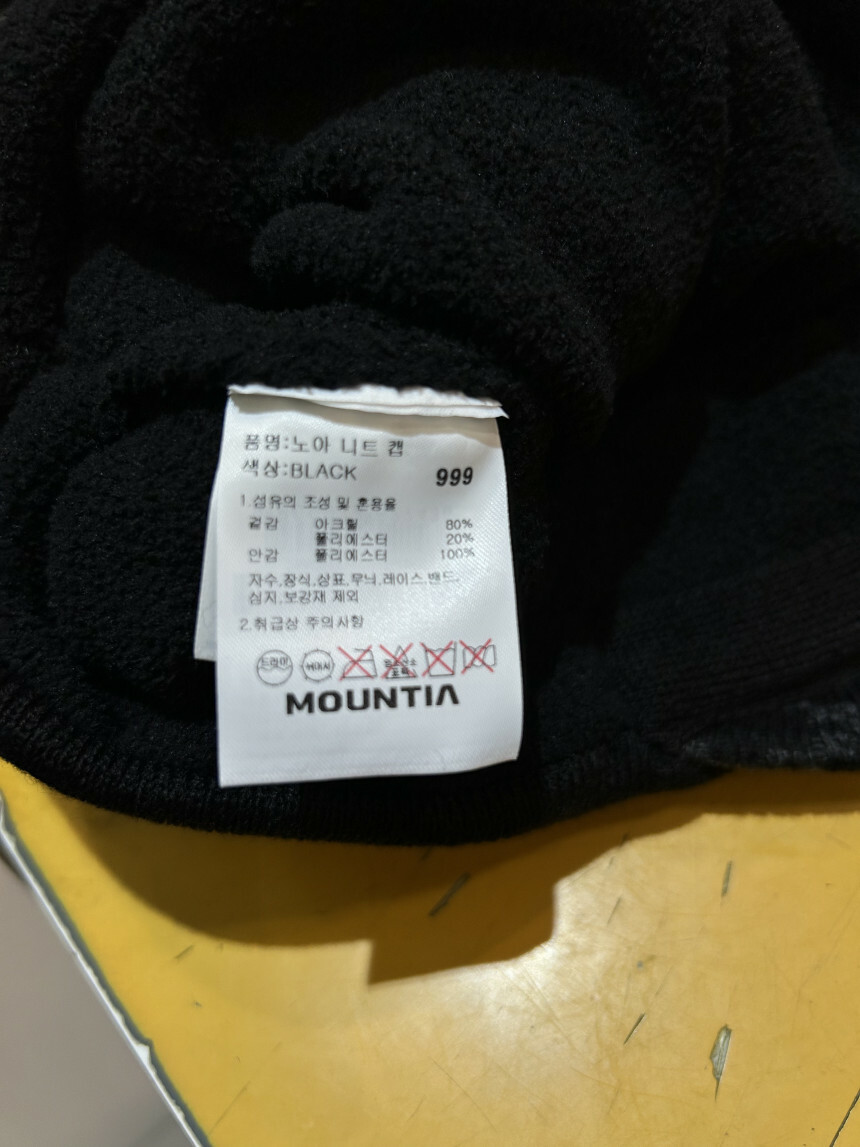 품명:노아 니트 캡
색상:BLACK 999
1.섬유의 조성 및 혼용율
겉감 아크릴 80%
폴리에스터 20%
안감 폴리에스터 100%
자수,장식,상표,무늬,레이스,밴드,
심지,보강재 제외
2.취급상 주의사항
드라이
MOUNTIA